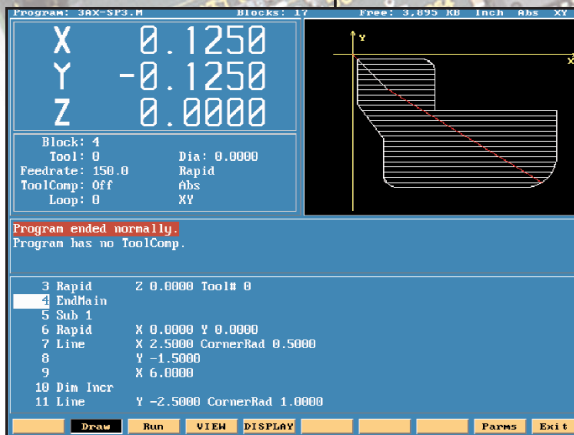 Program: 3AX-SP3.M Blocks: 17 Free: 3,895 KB Inch Abs XY
X 0.1250
Y -0.1250
Z 0.0000
Block: 4
Tool: 0 Dia: 0.0000
Feedrate: 150.0 Rapid
ToolComp: Off Abs
Loop: 0 XY
Y
X
Program ended normally.
Program has no ToolComp.
3 Rapid Z 0.0000 Tool# 0
4 EndMain
5 Sub 1
6 Rapid X 0.0000 Y 0.0000
7 Line X 2.5000 CornerRad 0.5000
8 Y -1.5000
9 X 6.0000
10 Dim Incr
11 Line Y -2.5000 CornerRad 1.0000
Draw Run VIEW DISPLAY Parms Exit